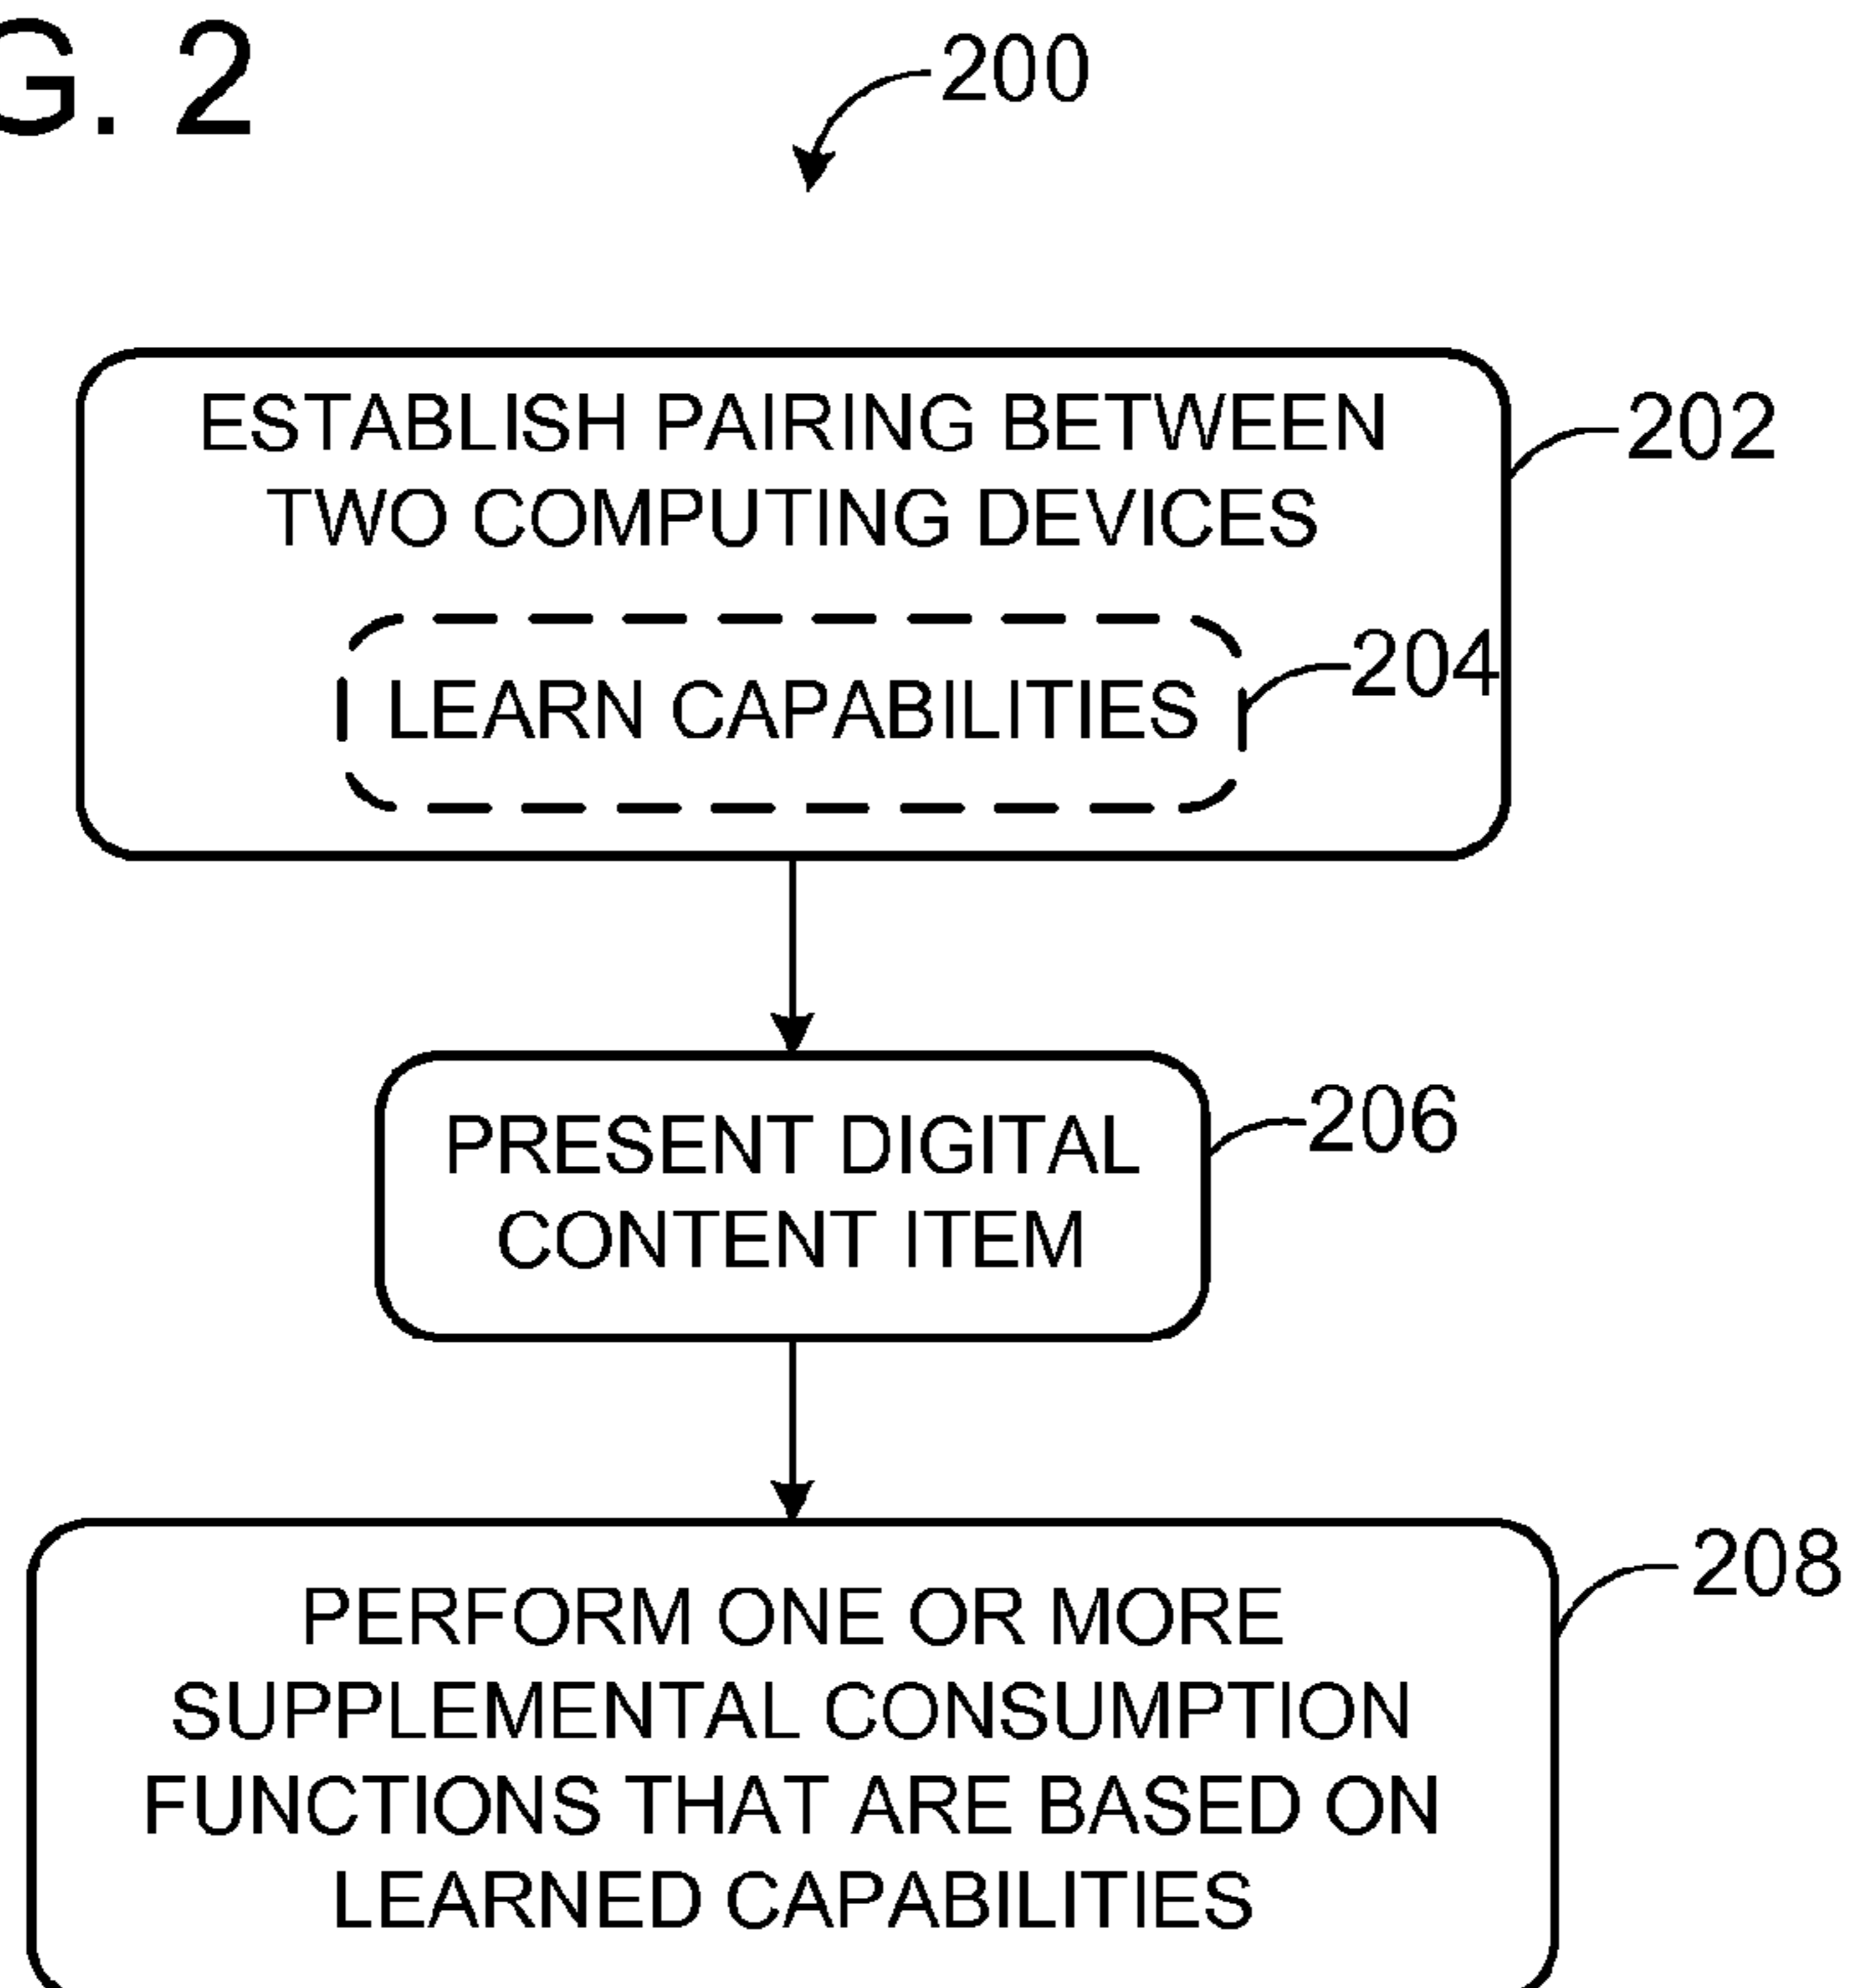 G. 2
200
ESTABLISH PAIRING BETWEEN
TWO COMPUTING DEVICES
202
LEARN CAPABILITIES
204
PRESENT DIGITAL
CONTENT ITEM
206
PERFORM ONE OR MORE
SUPPLEMENTAL CONSUMPTION
FUNCTIONS THAT ARE BASED ON
LEARNED CAPABILITIES
208